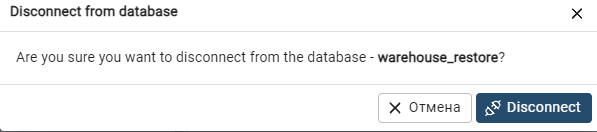 Disconnect from database
Are you sure you want to disconnect from the database - warehouse_restore?
Отмена
Disconnect